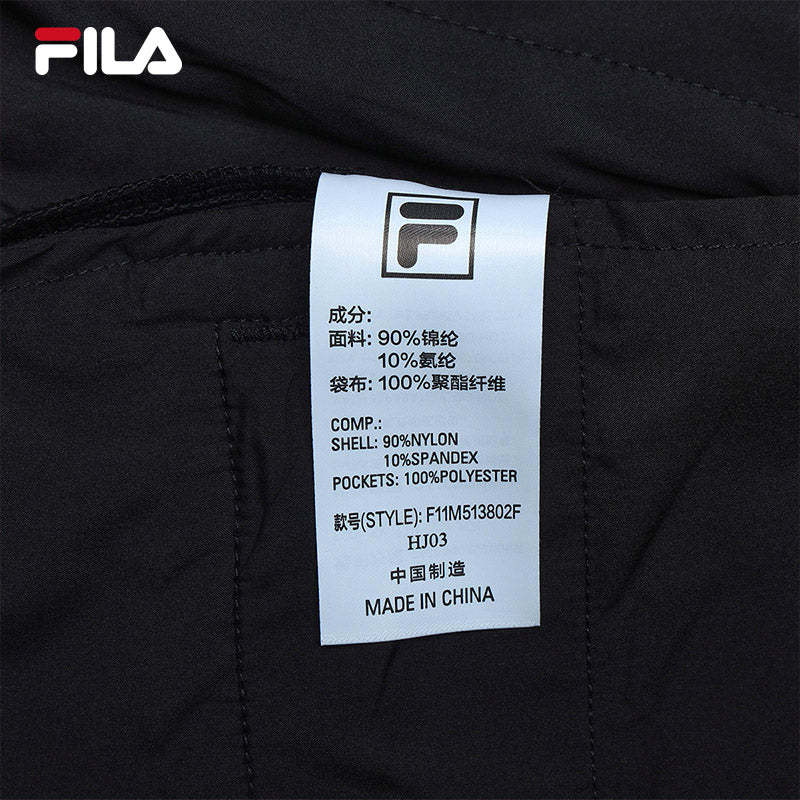 FILA
F
成分:
面料: 90%锦纶
10%氨纶
袋布: 100%聚酯纤维
COMP.:
SHELL: 90%NYLON
10%SPANDEX
POCKETS: 100%POLYESTER
款号(STYLE): F11M513802F
HJ03
中国制造
MADE IN CHINA